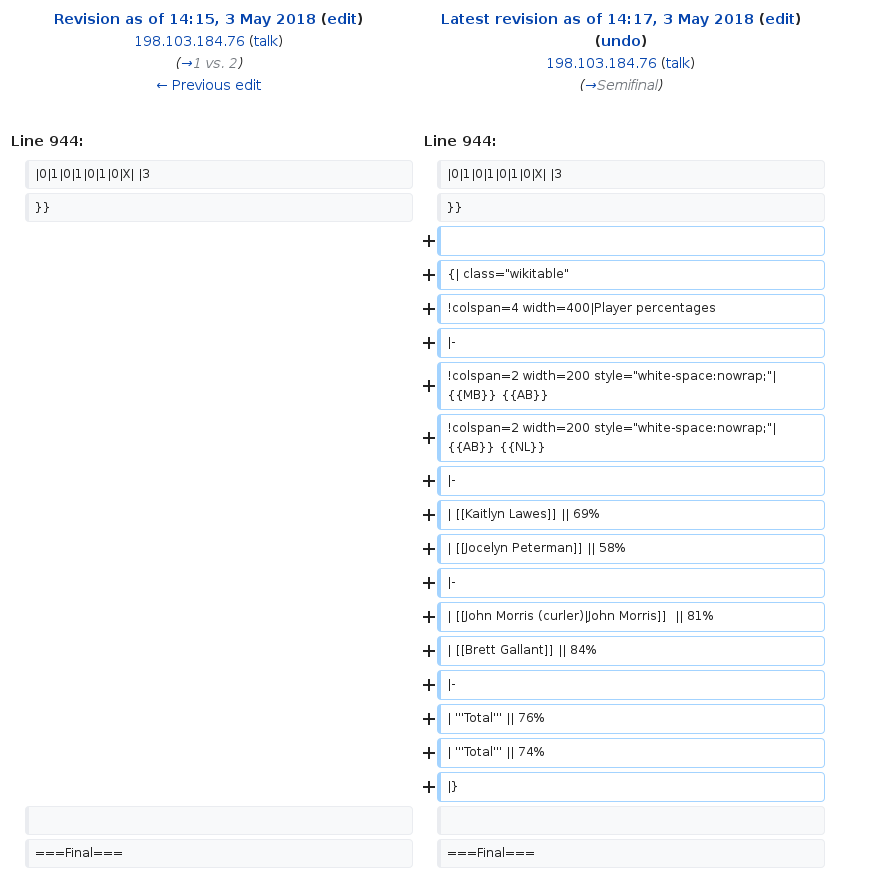 Revision as of 14:15, 3 May 2018 (edit)
198.103.184.76 (talk)
(→1 vs. 2)
← Previous edit
Latest revision as of 14:17, 3 May 2018 (edit)
(undo)
198.103.184.76 (talk)
(→Semifinal)
Line 944:
Line 944:
|0|1|0|1|0|1|0|X| |3
|0|1|0|1|0|1|0|X| |3
}}
}}
+
+ {| class="wikitable"
+ !colspan=4 width=400|Player percentages
+ |-
+ !colspan=2 width=200 style="white-space:nowrap;"|
{{MB}} {{AB}}
+ !colspan=2 width=200 style="white-space:nowrap;"|
{{AB}} {{NL}}
+ |-
+ | [[Kaitlyn Lawes]] || 69%
+ | [[Jocelyn Peterman]] || 58%
+ |-
+ | [[John Morris (curler)|John Morris]]  || 81%
+ | [[Brett Gallant]] || 84%
+ |-
+ | '''Total''' || 76%
+ | '''Total''' || 74%
+ |}
===Final===
===Final===